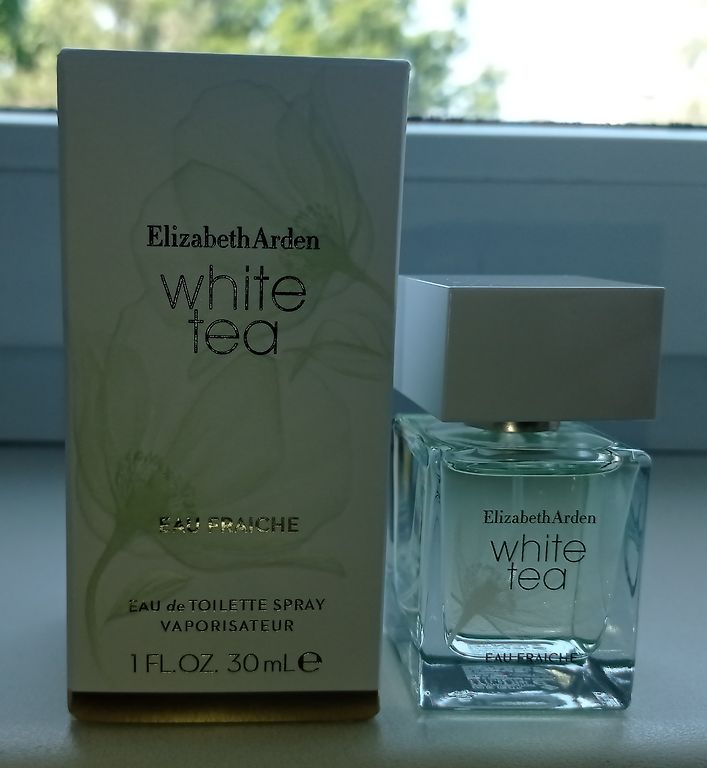 Elizabeth Arden
white
tea
EAU FRAICHE
EAU de TOILETTE SPRAY
VAPORISATEUR
1 FL.OZ. 30 mL e
Elizabeth Arden
white
tea
EAU FRAICHE